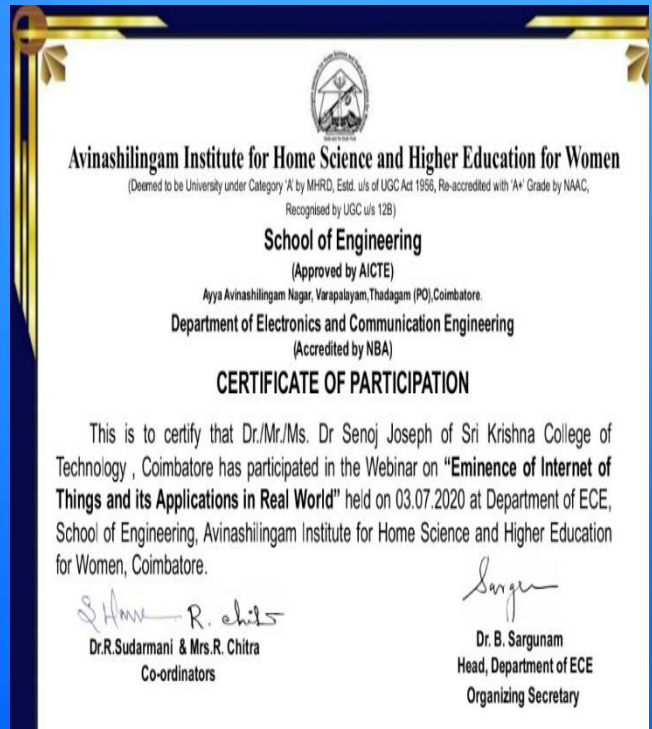 Avinashilingam Institute for Home Science and Higher Education for Women
(Deemed to be University under Category 'A' by MHRD, Estd. u/s of UGC Act 1956, Re-accredited with 'A+' Grade by NAAC,
Recognised by UGC u/s 12B)
School of Engineering
(Approved by AICTE)
Ayya Avinashilingam Nagar, Varapalayam,Thadagam (PO),Coimbatore.
Department of Electronics and Communication Engineering
(Accredited by NBA)
CERTIFICATE OF PARTICIPATION
This is to certify that Dr./Mr./Ms. Dr Senoj Joseph of Sri Krishna College of
Technology , Coimbatore has participated in the Webinar on “Eminence of Internet of
Things and its Applications in Real World” held on 03.07.2020 at Department of ECE,
School of Engineering, Avinashilingam Institute for Home Science and Higher Education
for Women, Coimbatore.
R. Chitr
Dr.R.Sudarmani & Mrs.R. Chitra
Co-ordinators
Dr. B. Sargunam
Head, Department of ECE
Organizing Secretary